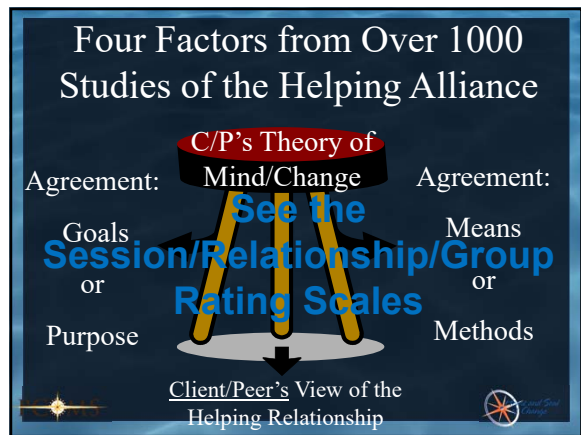 Four Factors from Over 1000
Studies of the Helping Alliance
C/P's Theory of
Mind/Change
Agreement:
Goals
or
Purpose
Agreement:
Means
or
Methods
See the
Session/Relationship/Group
Rating Scales
Client/Peer's View of the
Helping Relationship